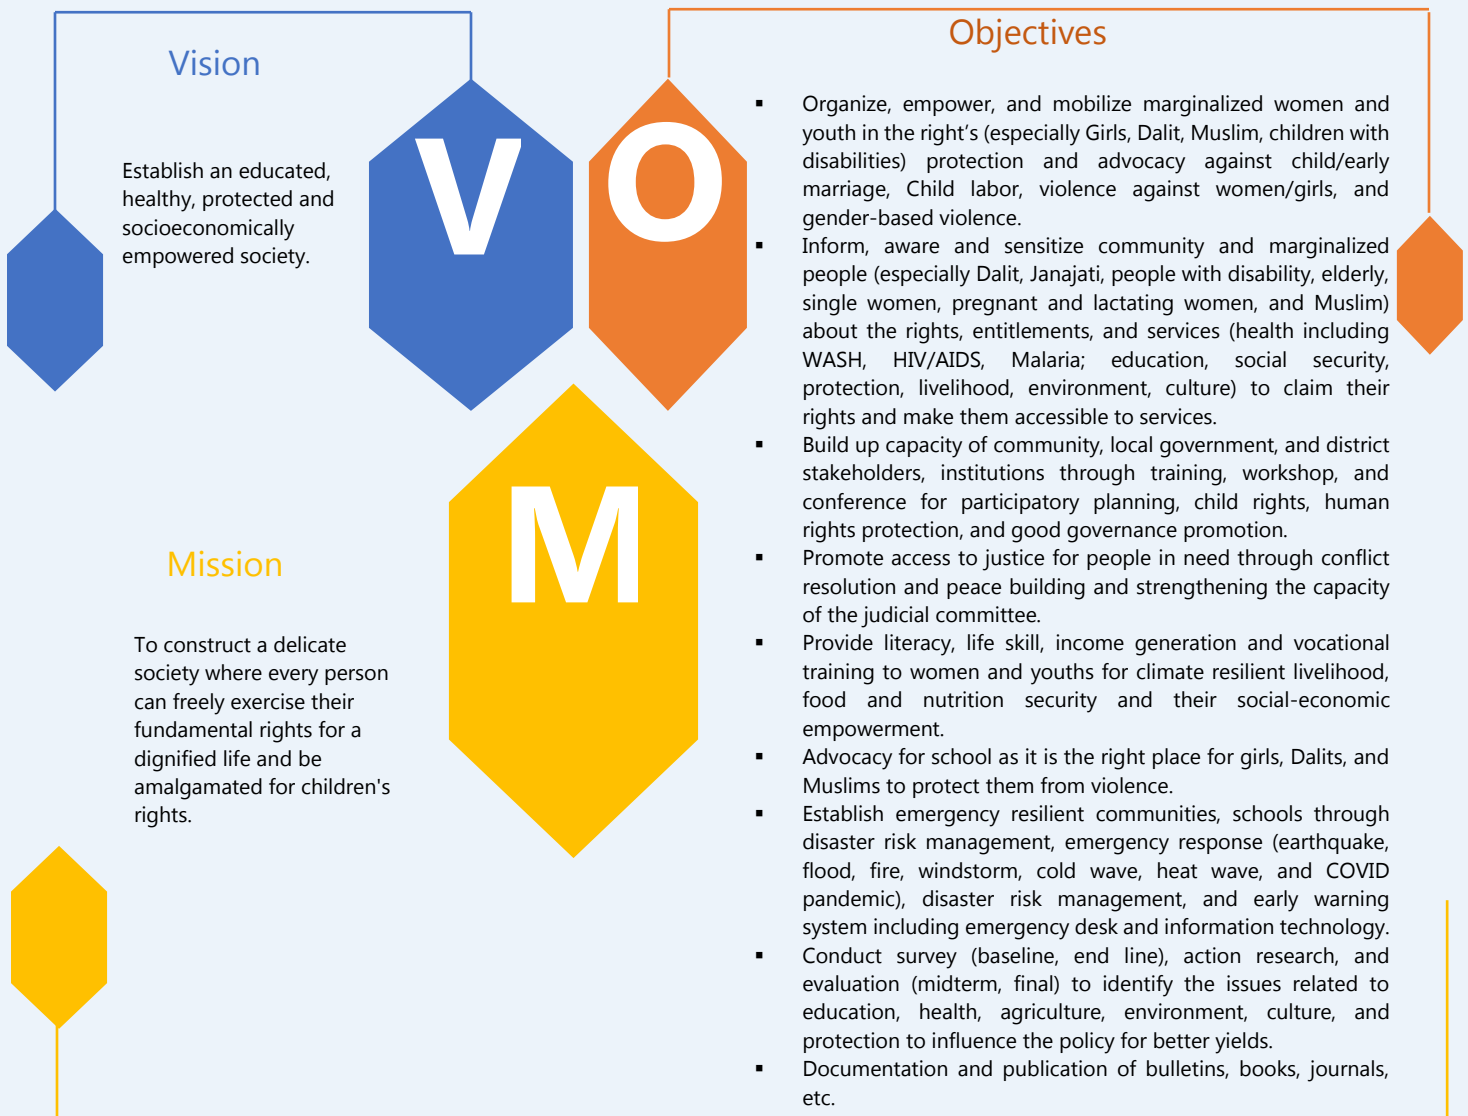 Vision
Establish an educated,
healthy, protected and
socioeconomically
empowered society.
V
O
M
Mission
To construct a delicate
society where every person
can freely exercise their
fundamental rights for a
dignified life and be
amalgamated for children's
rights.
Objectives
▪ Organize, empower, and mobilize marginalized women and
youth in the right's (especially Girls, Dalit, Muslim, children with
disabilities) protection and advocacy against child/early
marriage, Child labor, violence against women/girls, and
gender-based violence.
▪ Inform, aware and sensitize community and marginalized
people (especially Dalit, Janajati, people with disability, elderly,
single women, pregnant and lactating women, and Muslim)
about the rights, entitlements, and services (health including
WASH, HIV/AIDS, Malaria; education, social security,
protection, livelihood, environment, culture) to claim their
rights and make them accessible to services.
▪ Build up capacity of community, local government, and district
stakeholders, institutions through training, workshop, and
conference for participatory planning, child rights, human
rights protection, and good governance promotion.
▪ Promote access to justice for people in need through conflict
resolution and peace building and strengthening the capacity
of the judicial committee.
▪ Provide literacy, life skill, income generation and vocational
training to women and youths for climate resilient livelihood,
food and nutrition security and their social-economic
empowerment.
▪ Advocacy for school as it is the right place for girls, Dalits, and
Muslims to protect them from violence.
▪ Establish emergency resilient communities, schools through
disaster risk management, emergency response (earthquake,
flood, fire, windstorm, cold wave, heat wave, and COVID
pandemic), disaster risk management, and early warning
system including emergency desk and information technology.
▪ Conduct survey (baseline, end line), action research, and
evaluation (midterm, final) to identify the issues related to
education, health, agriculture, environment, culture, and
protection to influence the policy for better yields.
▪ Documentation and publication of bulletins, books, journals,
etc.